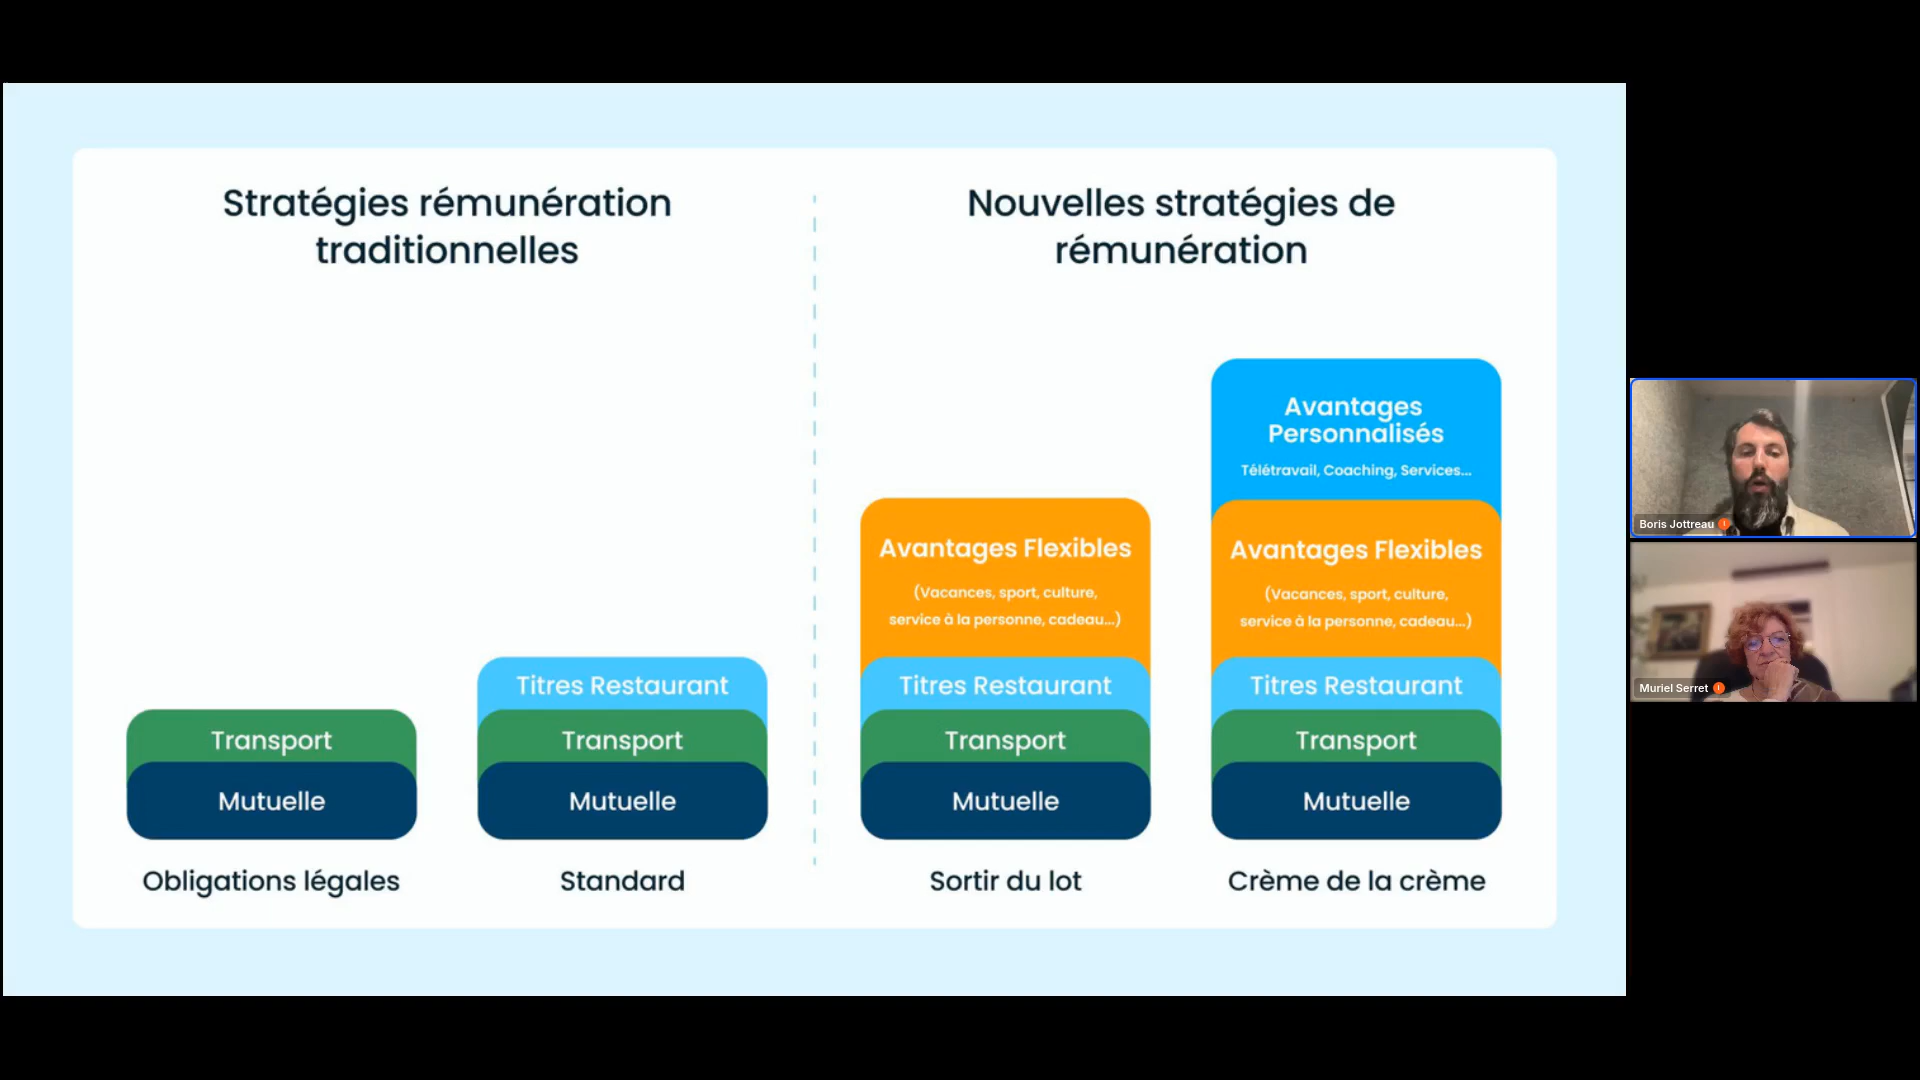 Stratégies rémunération
traditionnelles
Nouvelles stratégies de
rémunération
Transport
Mutuelle
Obligations légales
Titres Restaurant
Transport
Mutuelle
Standard
Avantages Flexibles
(Vacances, sport, culture,
service à la personne, cadeau...)
Titres Restaurant
Transport
Mutuelle
Sortir du lot
Avantages
Personnalisés
Télétravail, Coaching, Services...
Avantages Flexibles
(Vacances, sport, culture,
service à la personne, cadeau...)
Titres Restaurant
Transport
Mutuelle
Crème de la crème
Boris Jottreau
Muriel Serret